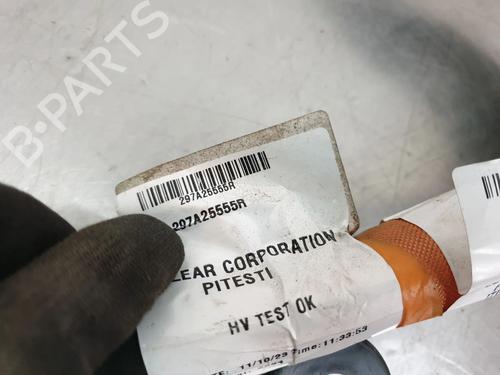 B-PARTS
297A25555R
297A25555R
LEAR CORPORATION
PITESTI
HV TEST OK
11/10/23 Time:11:33:53